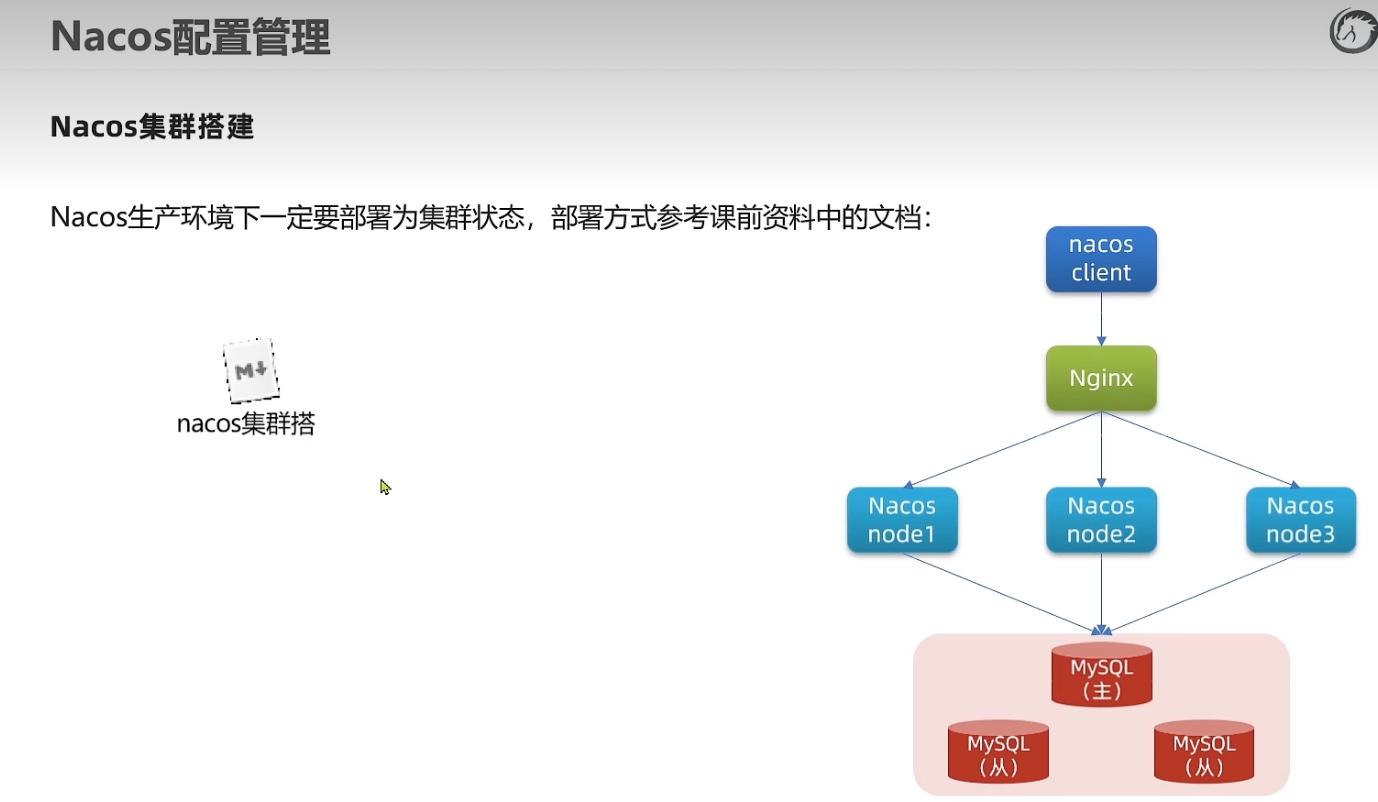 Nacos配置管理
Nacos集群搭建
Nacos生产环境下一定要部署为集群状态，部署方式参考课前资料中的文档：
nacos
client
Nginx
M
nacos集群搭
Nacos
node1
Nacos
node2
Nacos
node3
MySQL
（主）
MySQL
（从）
MySQL
（从）